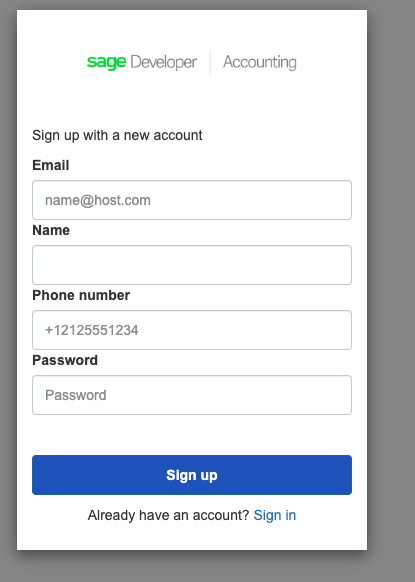 sage Developer | Accounting
Sign up with a new account
Email
name@host.com
Name
Phone number
+12125551234
Password
Password
Sign up
Already have an account? Sign in